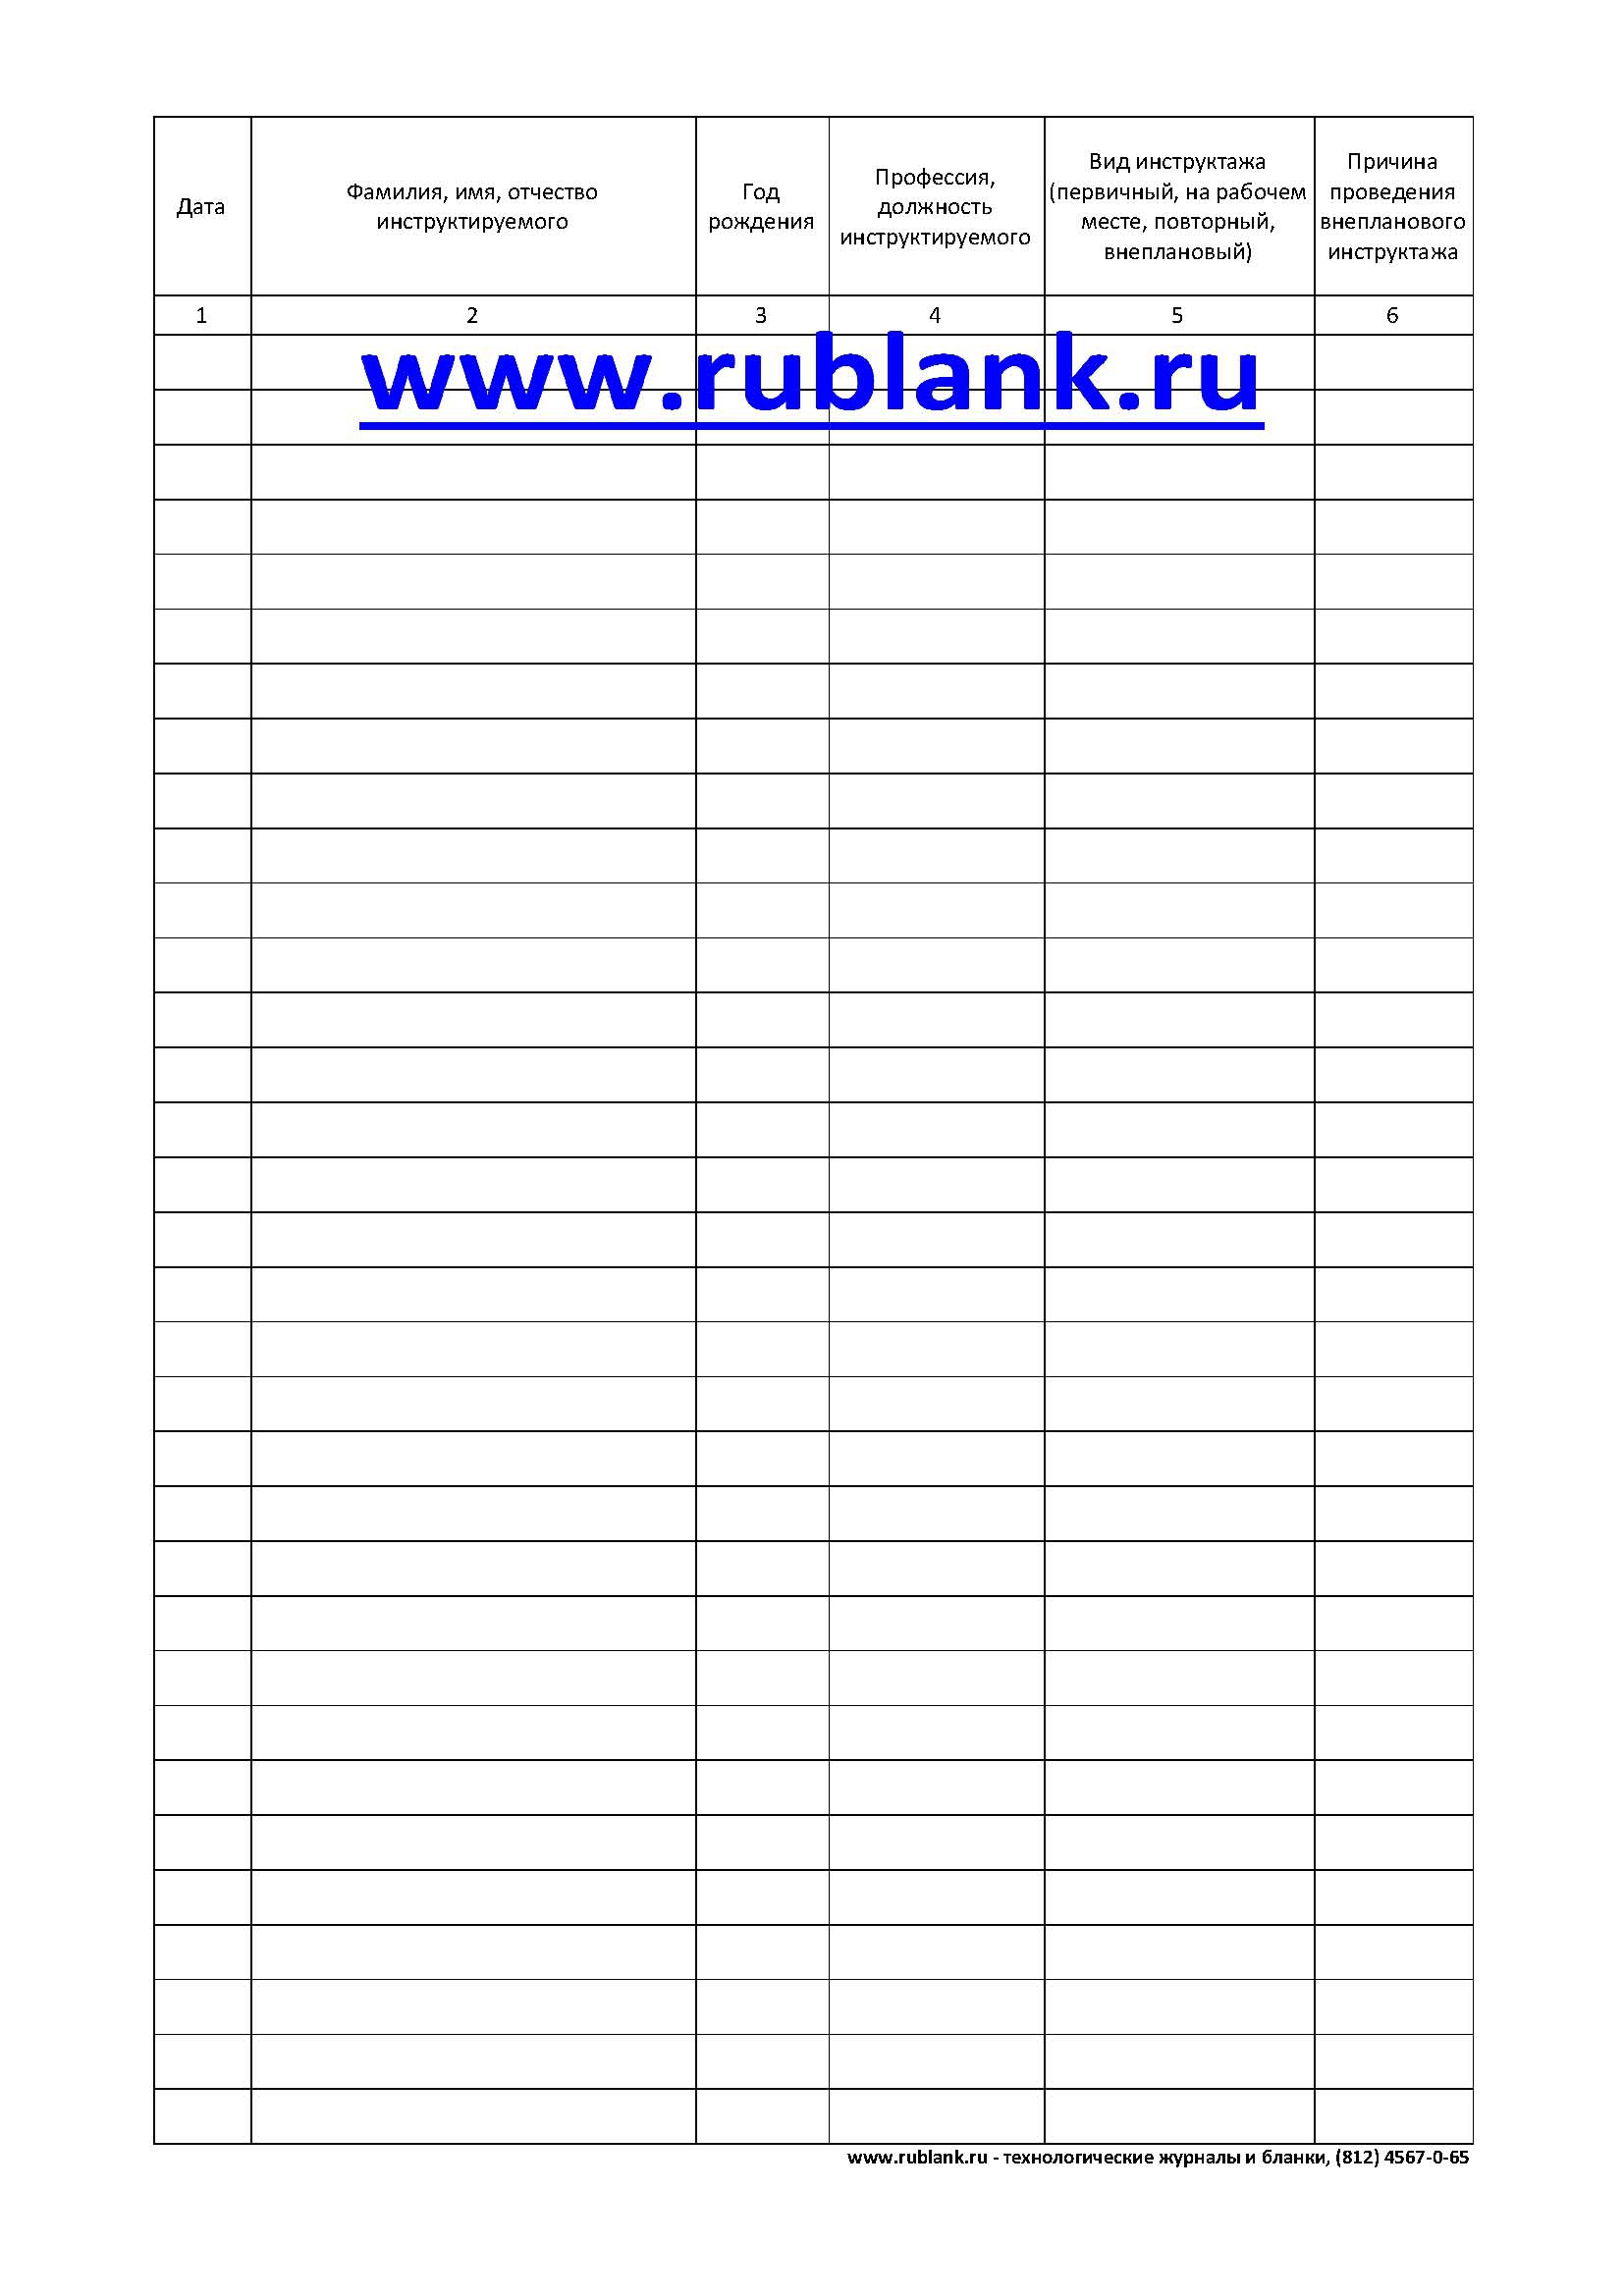 Дата
Фамилия, имя, отчество
инструктируемого
Год
рождения
Профессия,
должность
инструктируемого
Вид инструктажа
(первичный, на рабочем
месте, повторный,
внеплановый)
Причина
проведения
внепланового
инструктажа
1 2 3 4 5 6
www.rublank.ru
www.rublank.ru - технологические журналы и бланки, (812) 4567-0-65